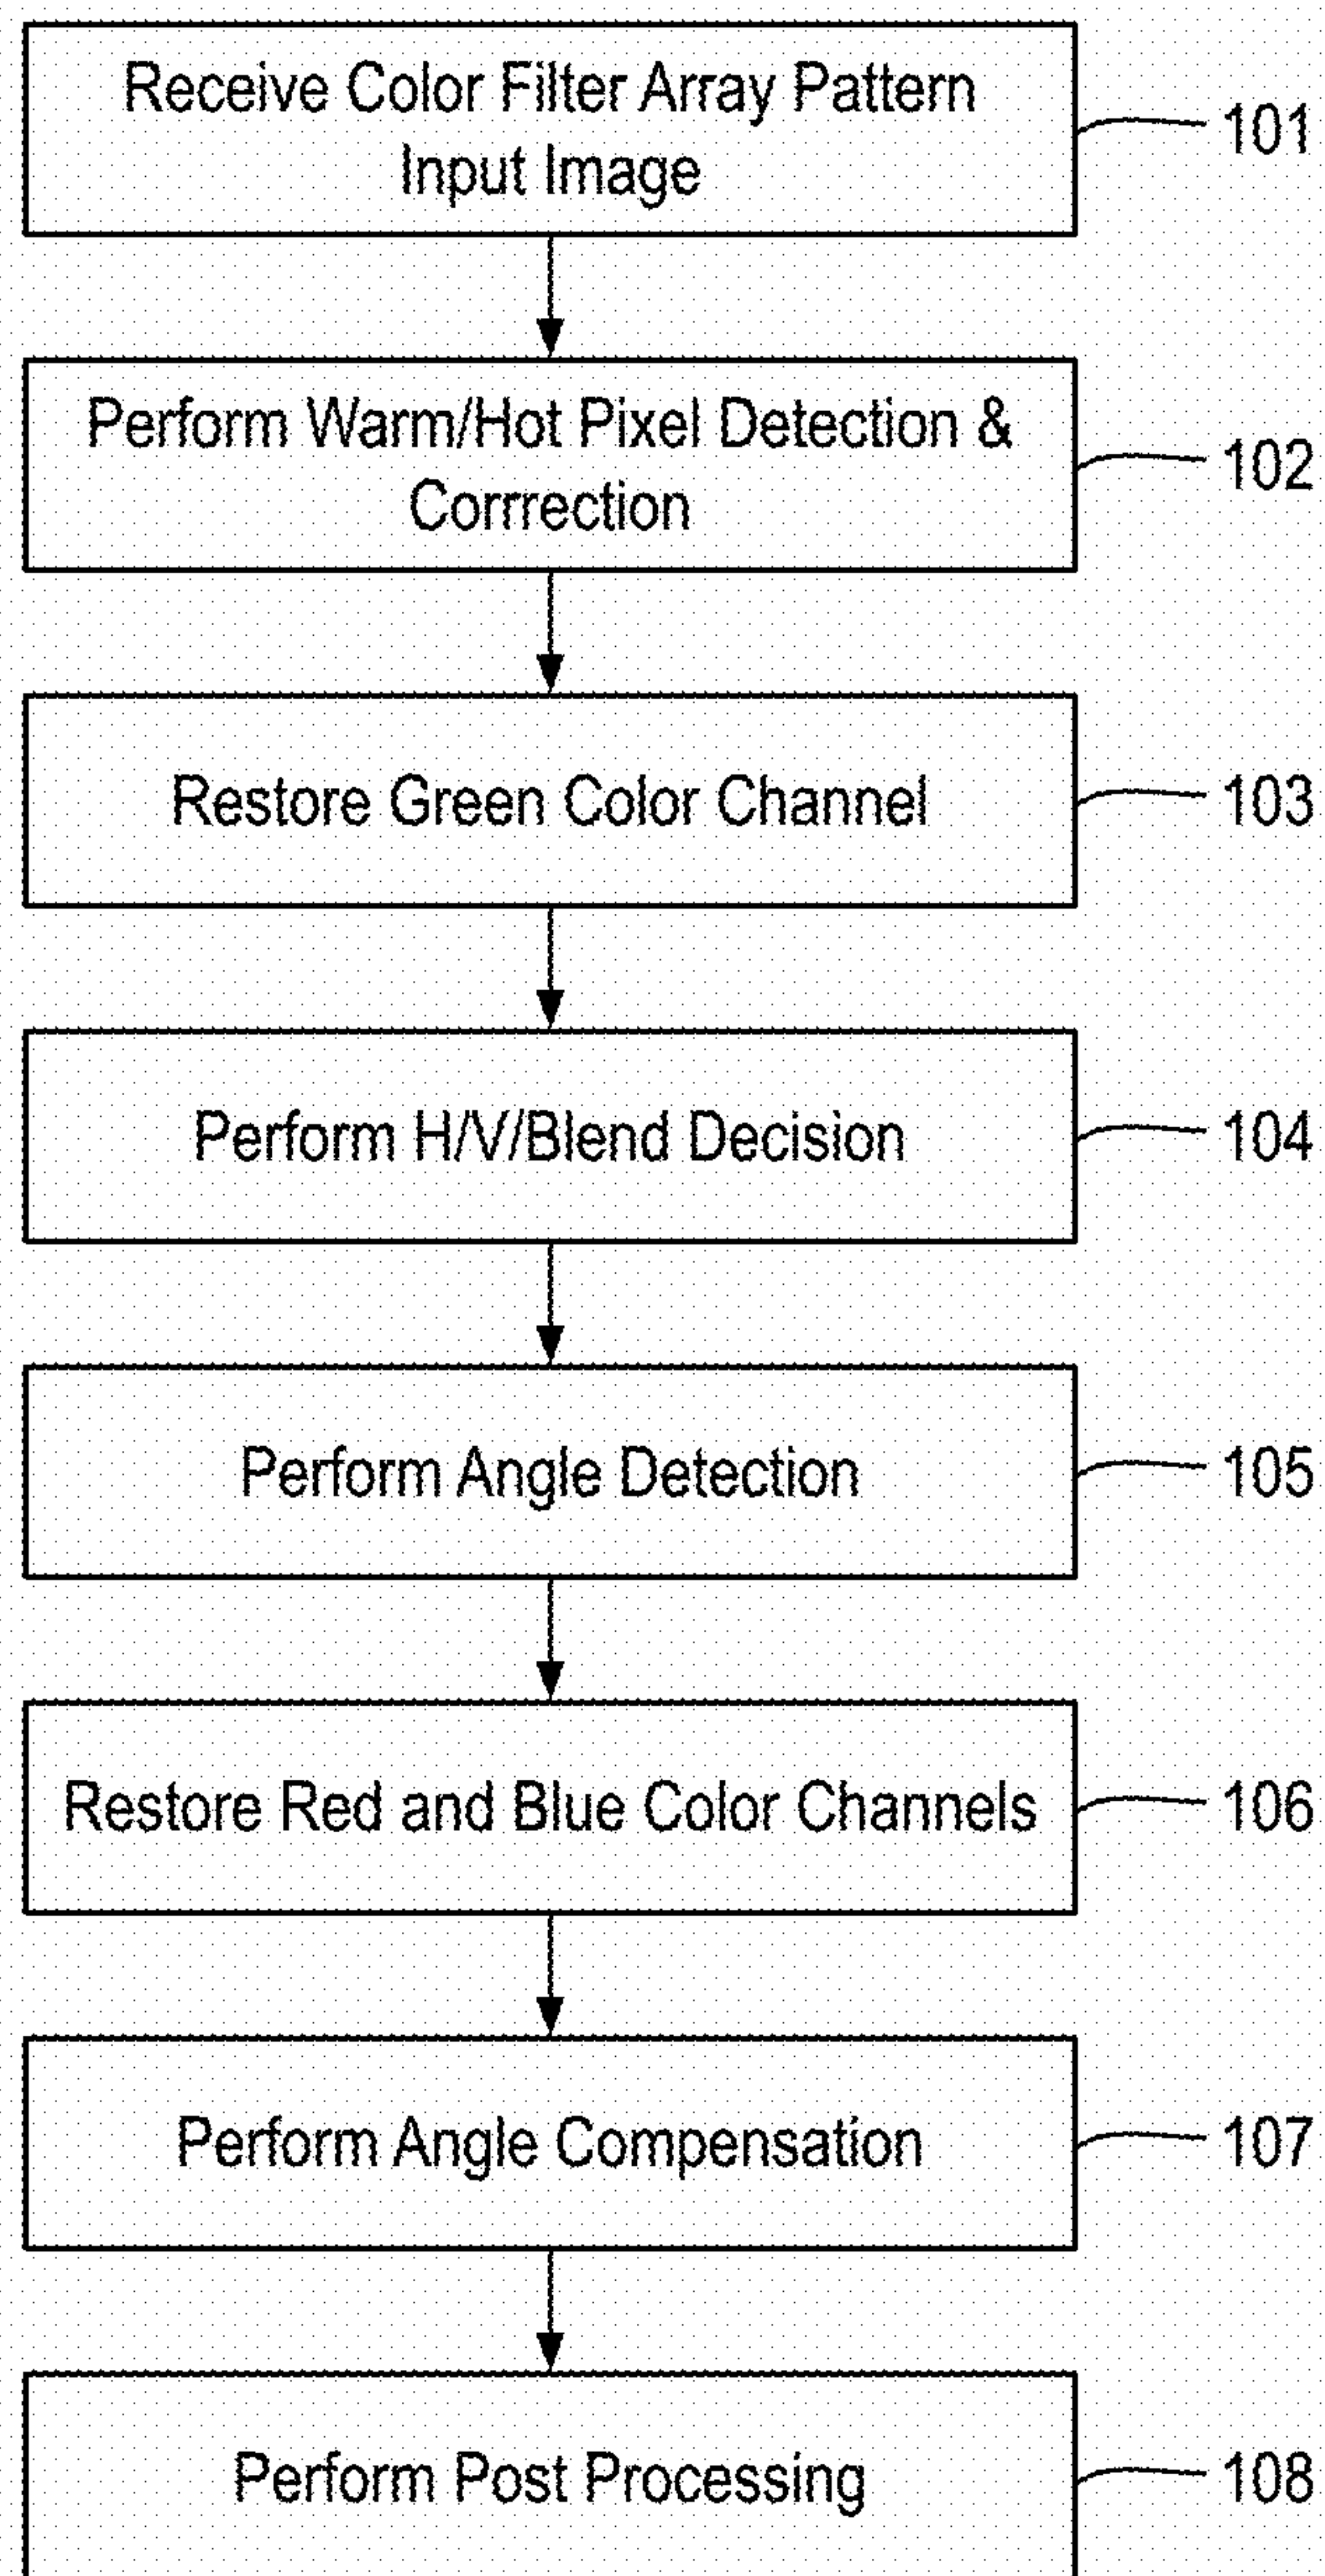 Receive Color Filter Array Pattern
Input Image
101
Perform Warm/Hot Pixel Detection &
Corrrection
102
Restore Green Color Channel
103
Perform H/V/Blend Decision
104
Perform Angle Detection
105
Restore Red and Blue Color Channels
106
Perform Angle Compensation
107
Perform Post Processing
108